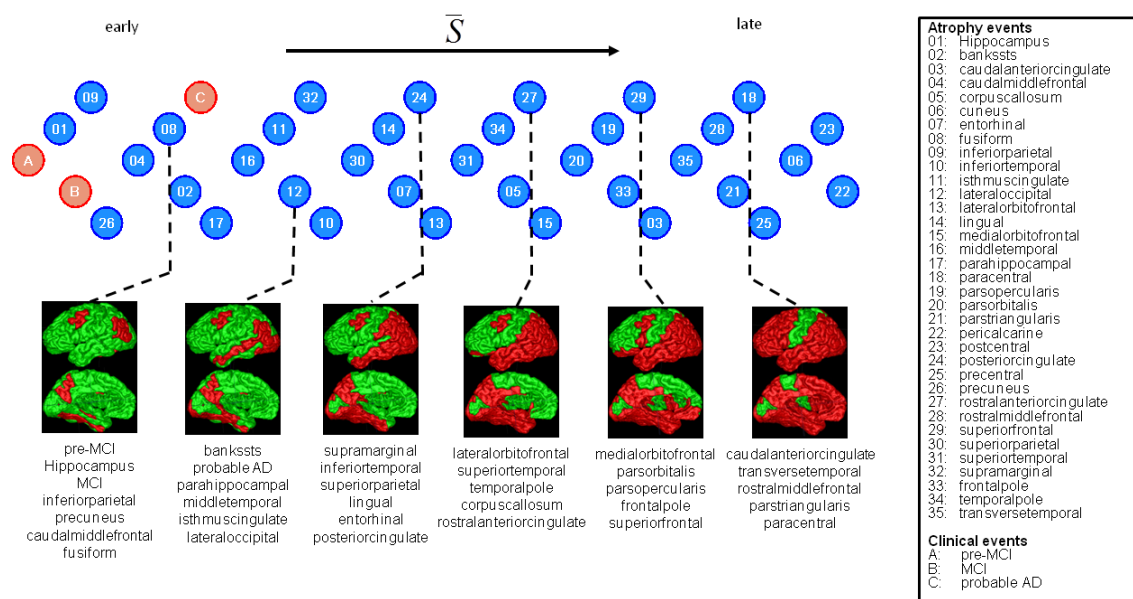 early
S
late
09
C
32
24
27
29
18
01
08
11
14
34
19
28
23
A
04
16
30
31
20
35
06
B
02
12
07
05
33
21
22
26
17
10
13
15
03
25
pre-MCI
Hippocampus
MCI
inferiorparietal
precuneus
caudalmiddlefrontal
fusiform
bankssts
probable AD
parahippocampal
middletemporal
isthmuscingulate
lateraloccipital
supramarginal
inferiortemporal
superiorparietal
lingual
entorhinal
posteriorcingulate
lateralorbitofrontal
superiortemporal
temporalpole
corpuscallosum
rostralanteriorcingulate
medialorbitofrontal
parsorbitalis
parsopercularis
frontalpole
superiorfrontal
caudalanteriorcingulate
transversetemporal
rostralmiddlefrontal
parstriangularis
paracentral
Atrophy events
01: Hippocampus
02: bankssts
03: caudalanteriorcingulate
04: caudalmiddlefrontal
05: corpuscallosum
06: cuneus
07: entorhinal
08: fusiform
09: inferiorparietal
10: inferiortemporal
11: isthmuscingulate
12: lateraloccipital
13: lateralorbitofrontal
14: lingual
15: medialorbitofrontal
16: middletemporal
17: parahippocampal
18: paracentral
19: parsopercularis
20: parsorbitalis
21: parstriangularis
22: pericalcarine
23: postcentral
24: posteriorcingulate
25: precentral
26: precuneus
27: rostralanteriorcingulate
28: rostralmiddlefrontal
29: superiorfrontal
30: superiorparietal
31: superiortemporal
32: supramarginal
33: frontalpole
34: temporalpole
35: transversetemporal
Clinical events
A: pre-MCI
B: MCI
C: probable AD